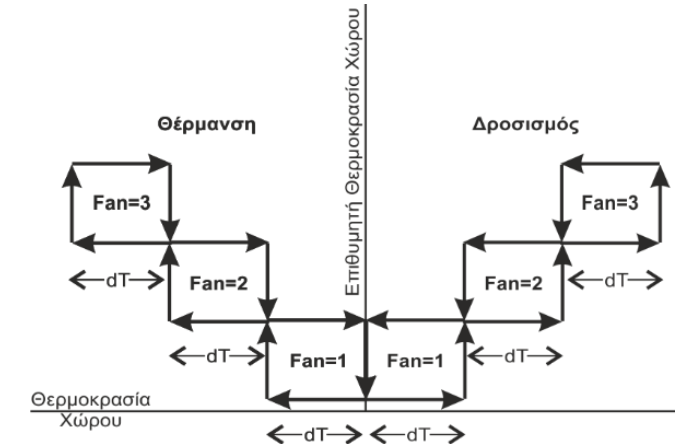 Θέρμανση
Επιθυμητή Θερμοκρασία Χώρου
Δροσισμός
Fan=3
Fan=3
dT
Fan=2
Fan=2
dT
dT
Fan=1
Fan=1
dT
Θερμοκρασία
Χώρου
dT
dT